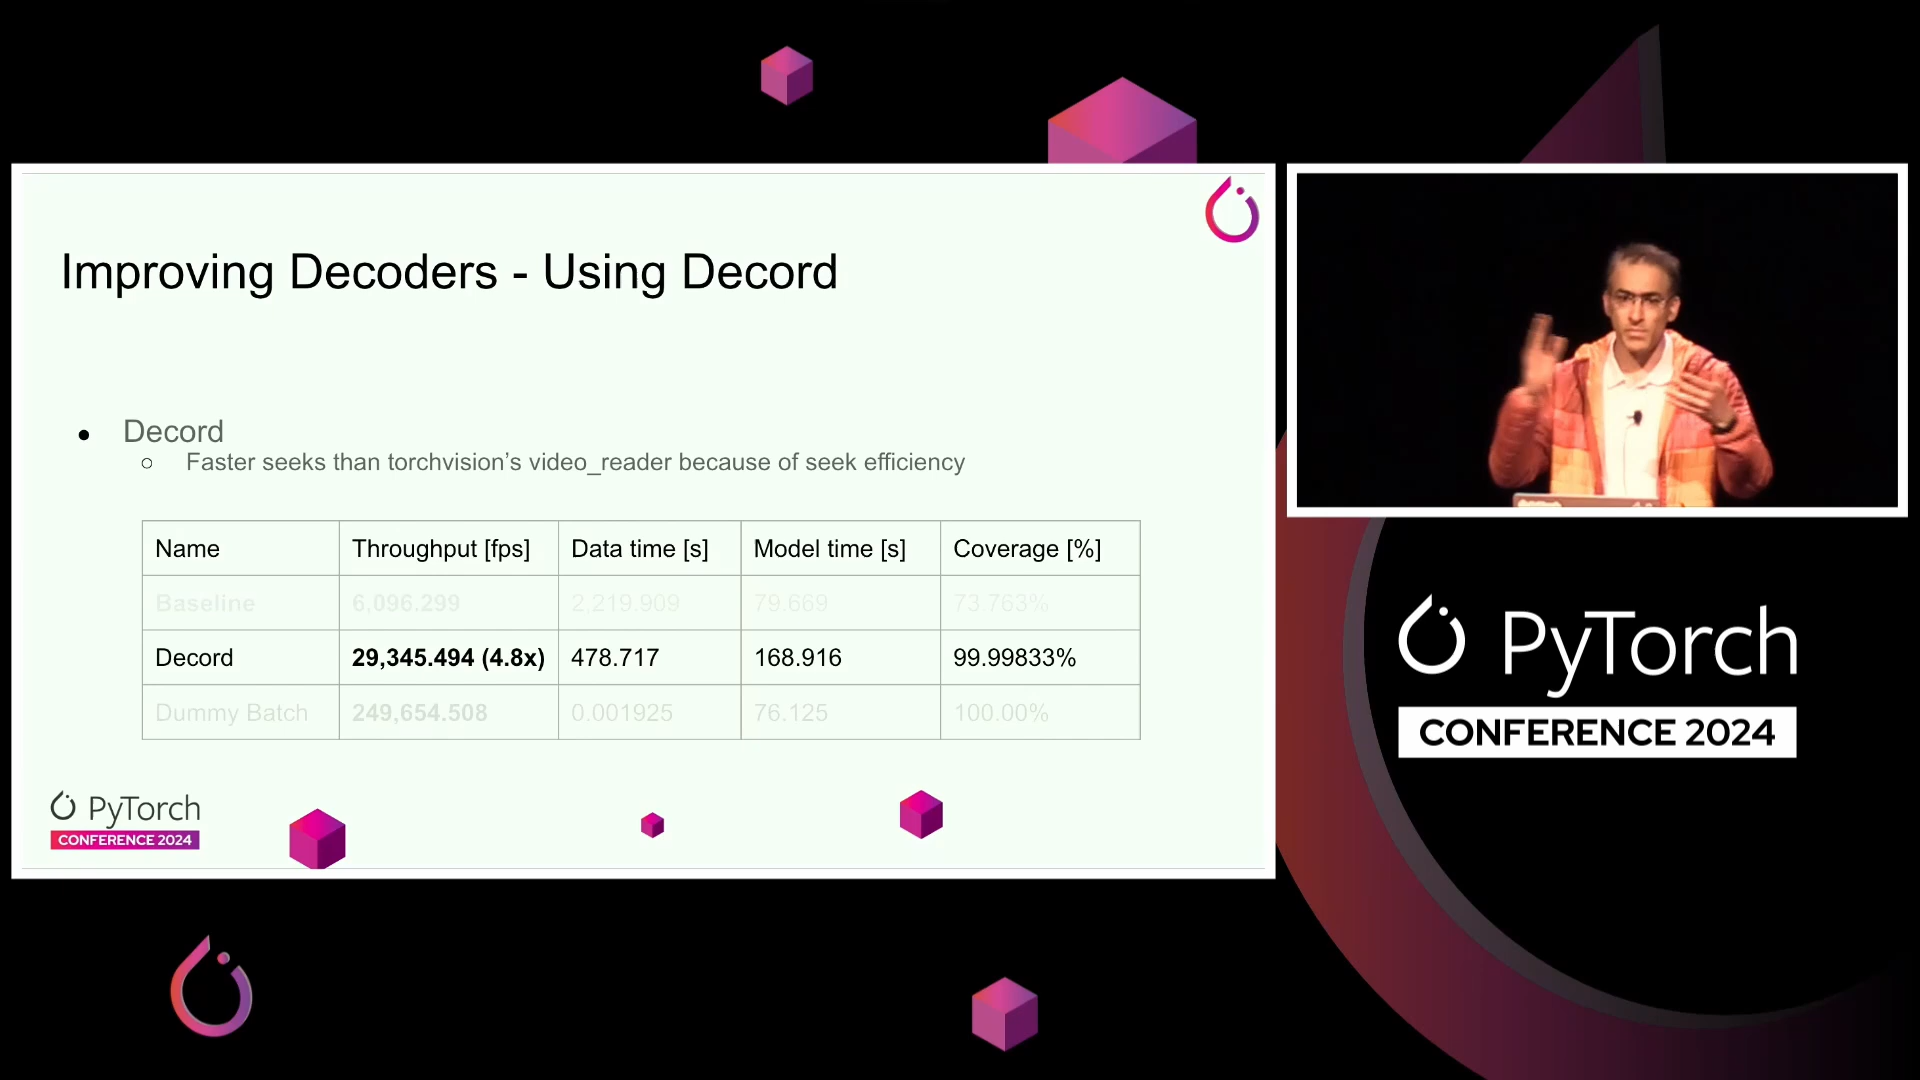 Improving Decoders - Using Decord
● Decord
○ Faster seeks than torchvision’s video_reader because of seek efficiency
Name Throughput [fps] Data time [s] Model time [s] Coverage [%]
Baseline 6,096.299 2,219.909 79.669 73.763%
Decord 29,345.494 (4.8x) 478.717 168.916 99.99833%
Dummy Batch 249,654.508 0.001925 76.125 100.00%
PyTorch
CONFERENCE 2024
PyTorch
CONFERENCE 2024